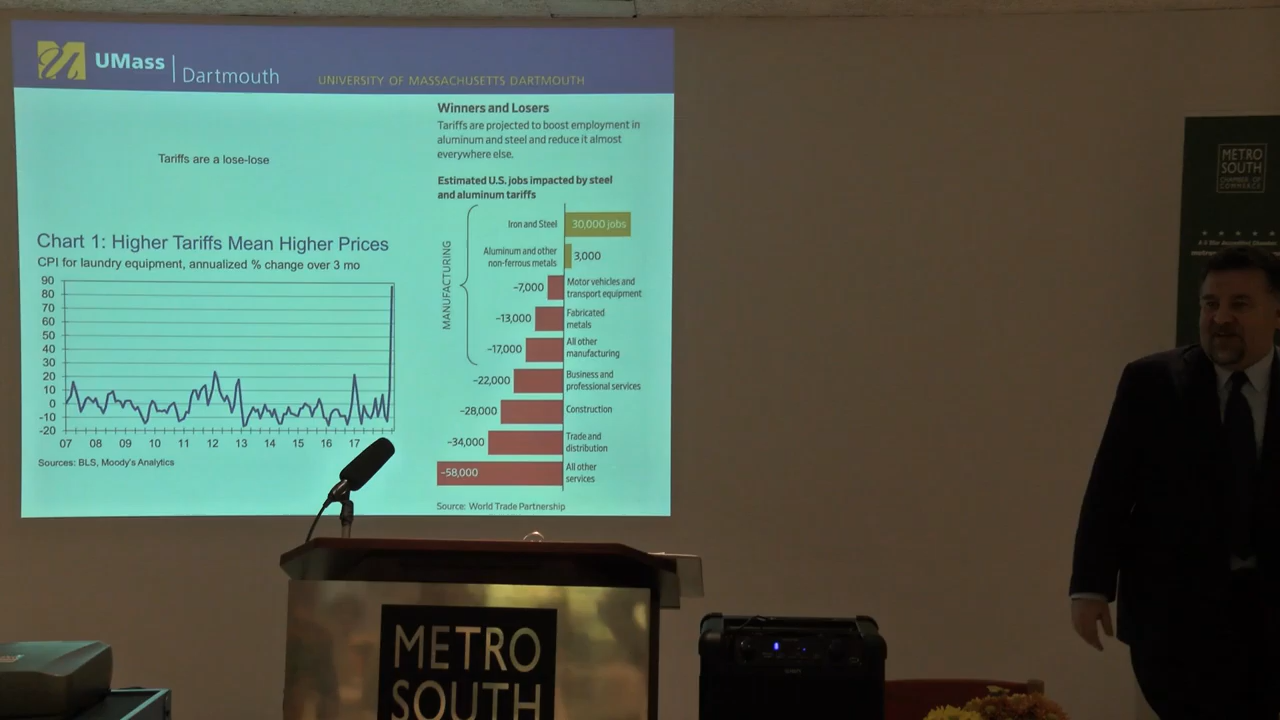 UMass
Dartmouth
UNIVERSITY OF MASSACHUSETTS DARTMOUTH
Tariffs are a lose-lose
Chart 1: Higher Tariffs Mean Higher Prices
CPI for laundry equipment, annualized % change over 3 mo
90
80
70
60
50
40
30
20
10
0
-10
-20
07 08 09 10 11 12 13 14 15 16 17
Sources: BLS, Moody's Analytics
Winners and Losers
Tariffs are projected to boost employment in
aluminum and steel and reduce it almost
everywhere else.
Estimated U.S. jobs impacted by steel
and aluminum tariffs
MANUFACTURING
Iron and Steel 30,000 jobs
Aluminum and other
non-ferrous metals
3,000
-7,000
Motor vehicles and
transport equipment
-13,000
Fabricated
metals
-17,000
All other
manufacturing
-22,000
Business and
professional services
-28,000 Construction
-34,000
Trade and
distribution
-58,000
All other
services
Source: World Trade Partnership
METRO
SOUTH
CHAMBER OF
COMMERCE
METRO
SOUTH